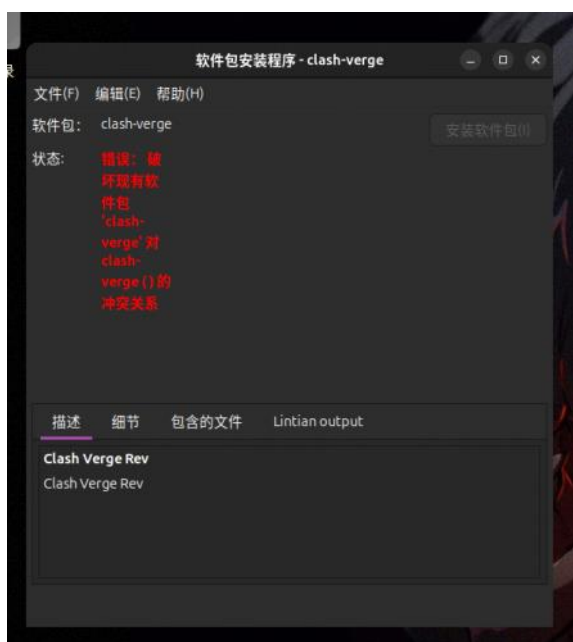 录
软件包安装程序 - clash-verge
文件(F) 编辑(E) 帮助(H)
软件包： clash-verge
安装软件包(I)
状态:
错误： 破
坏现有软
件包
'clash-
verge' 对
clash-
verge ( ) 的
冲突关系
描述 细节 包含的文件 Lintian output
Clash Verge Rev
Clash Verge Rev